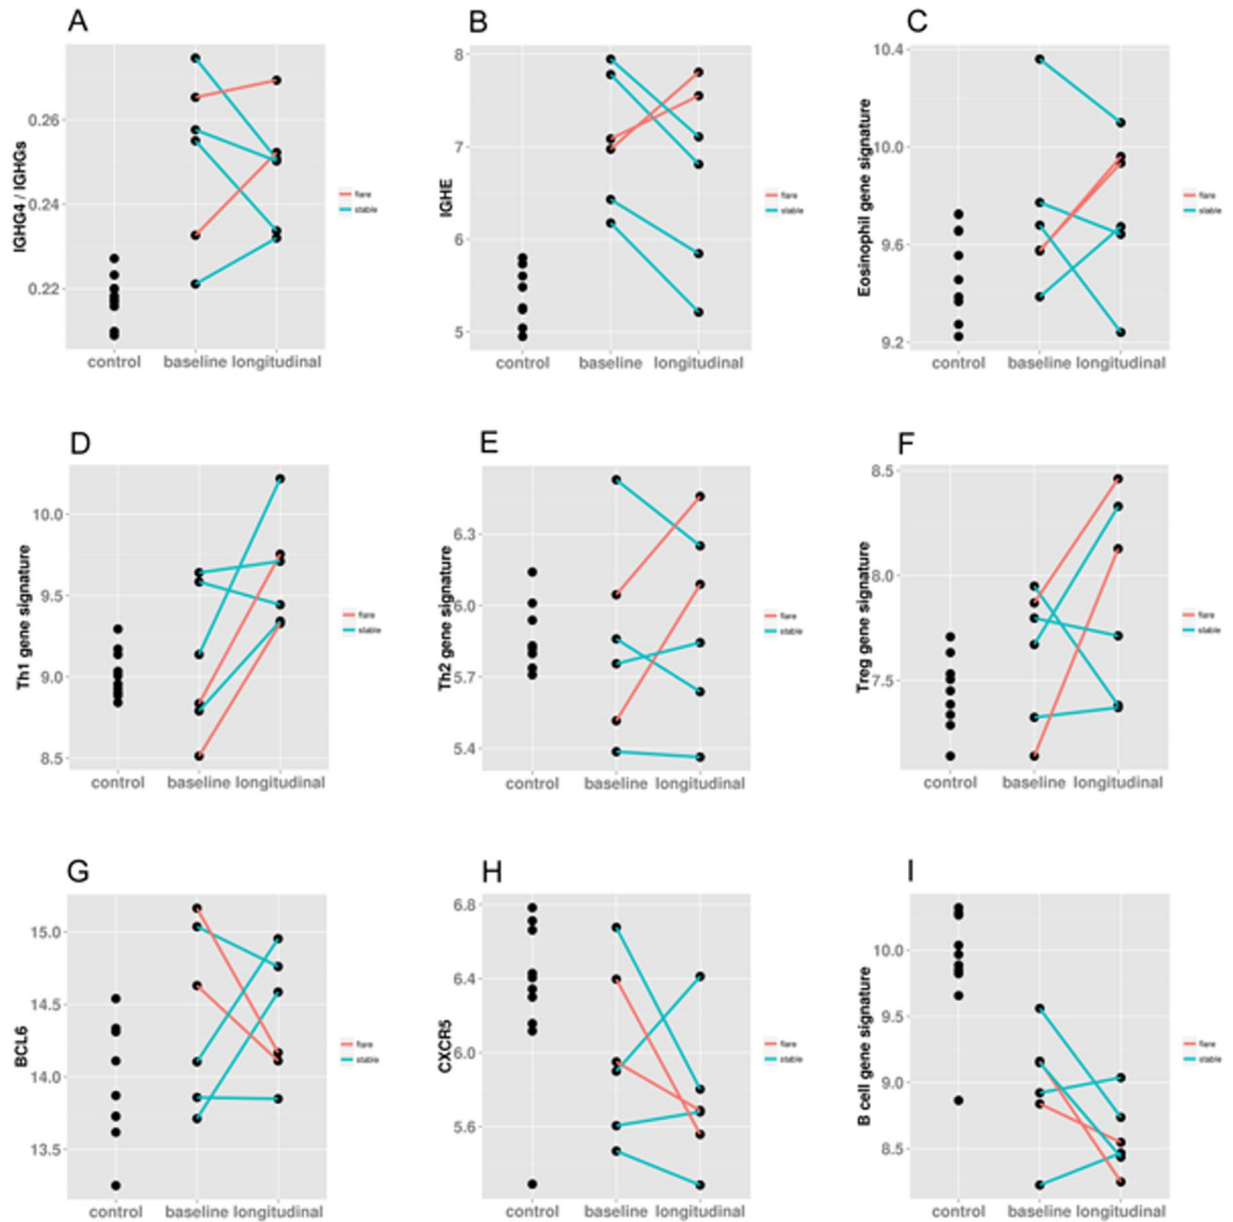 A
IGHG4 / IGHGs
0.26
0.24
0.22
control baseline longitudinal
flare
stable
B
IGHE
8
7
6
5
control baseline longitudinal
flare
stable
C
Eosinophil gene signature
10.4
10.0
9.6
9.2
control baseline longitudinal
flare
stable
D
Th1 gene signature
10.0
9.5
9.0
8.5
control baseline longitudinal
flare
stable
E
Th2 gene signature
6.3
6.0
5.7
5.4
control baseline longitudinal
flare
stable
F
Treg gene signature
8.5
8.0
7.5
control baseline longitudinal
flare
stable
G
BCL6
15.0
14.5
14.0
13.5
control baseline longitudinal
flare
stable
H
CXCR5
6.8
6.4
6.0
5.6
control baseline longitudinal
flare
stable
I
B cell gene signature
10.0
9.5
9.0
8.5
control baseline longitudinal
flare
stable